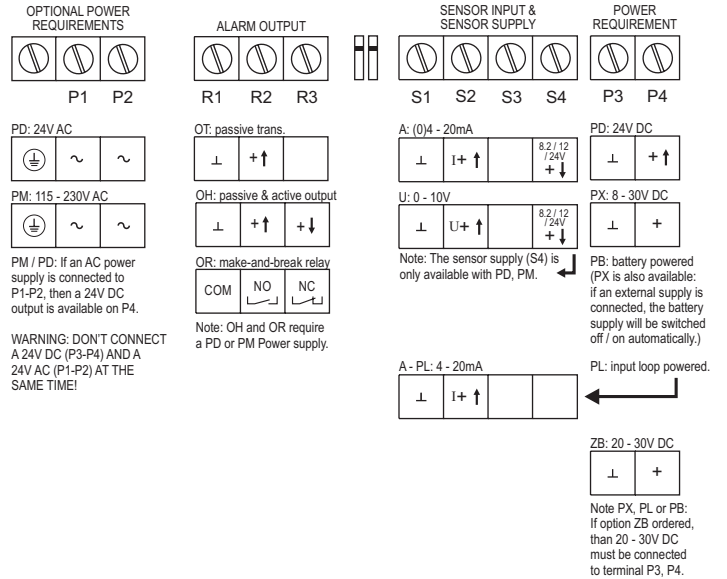 OPTIONAL POWER
REQUIREMENTS
P1 P2
PD: 24V AC
~ ~
PM: 115 - 230V AC
~ ~
PM / PD: If an AC power
supply is connected to
P1-P2, then a 24V DC
output is available on P4.
WARNING: DON'T CONNECT
A 24V DC (P3-P4) AND A
24V AC (P1-P2) AT THE
SAME TIME!
ALARM OUTPUT
R1 R2 R3
OT: passive trans.
⊥ +↑
OH: passive & active output
⊥ +↑ +↓
OR: make-and-break relay
COM NO NC
Note: OH and OR require
a PD or PM Power supply.
SENSOR INPUT &
SENSOR SUPPLY
S1 S2 S3 S4
A: (0)4 - 20mA
⊥ I+ ↑ 8.2 / 12
/ 24V
+ ↓
U: 0 - 10V
⊥ U+ ↑ 8.2 / 12
/ 24V
+ ↓
Note: The sensor supply (S4) is
only available with PD, PM.
A - PL: 4 - 20mA
⊥ I+ ↑
POWER
REQUIREMENT
P3 P4
PD: 24V DC
⊥ +↑
PX: 8 - 30V DC
⊥ +
PB: battery powered
(PX is also available:
if an external supply is
connected, the battery
supply will be switched
off / on automatically.)
PL: input loop powered.
ZB: 20 - 30V DC
⊥ +
Note PX, PL or PB:
If option ZB ordered,
than 20 - 30V DC
must be connected
to terminal P3, P4.